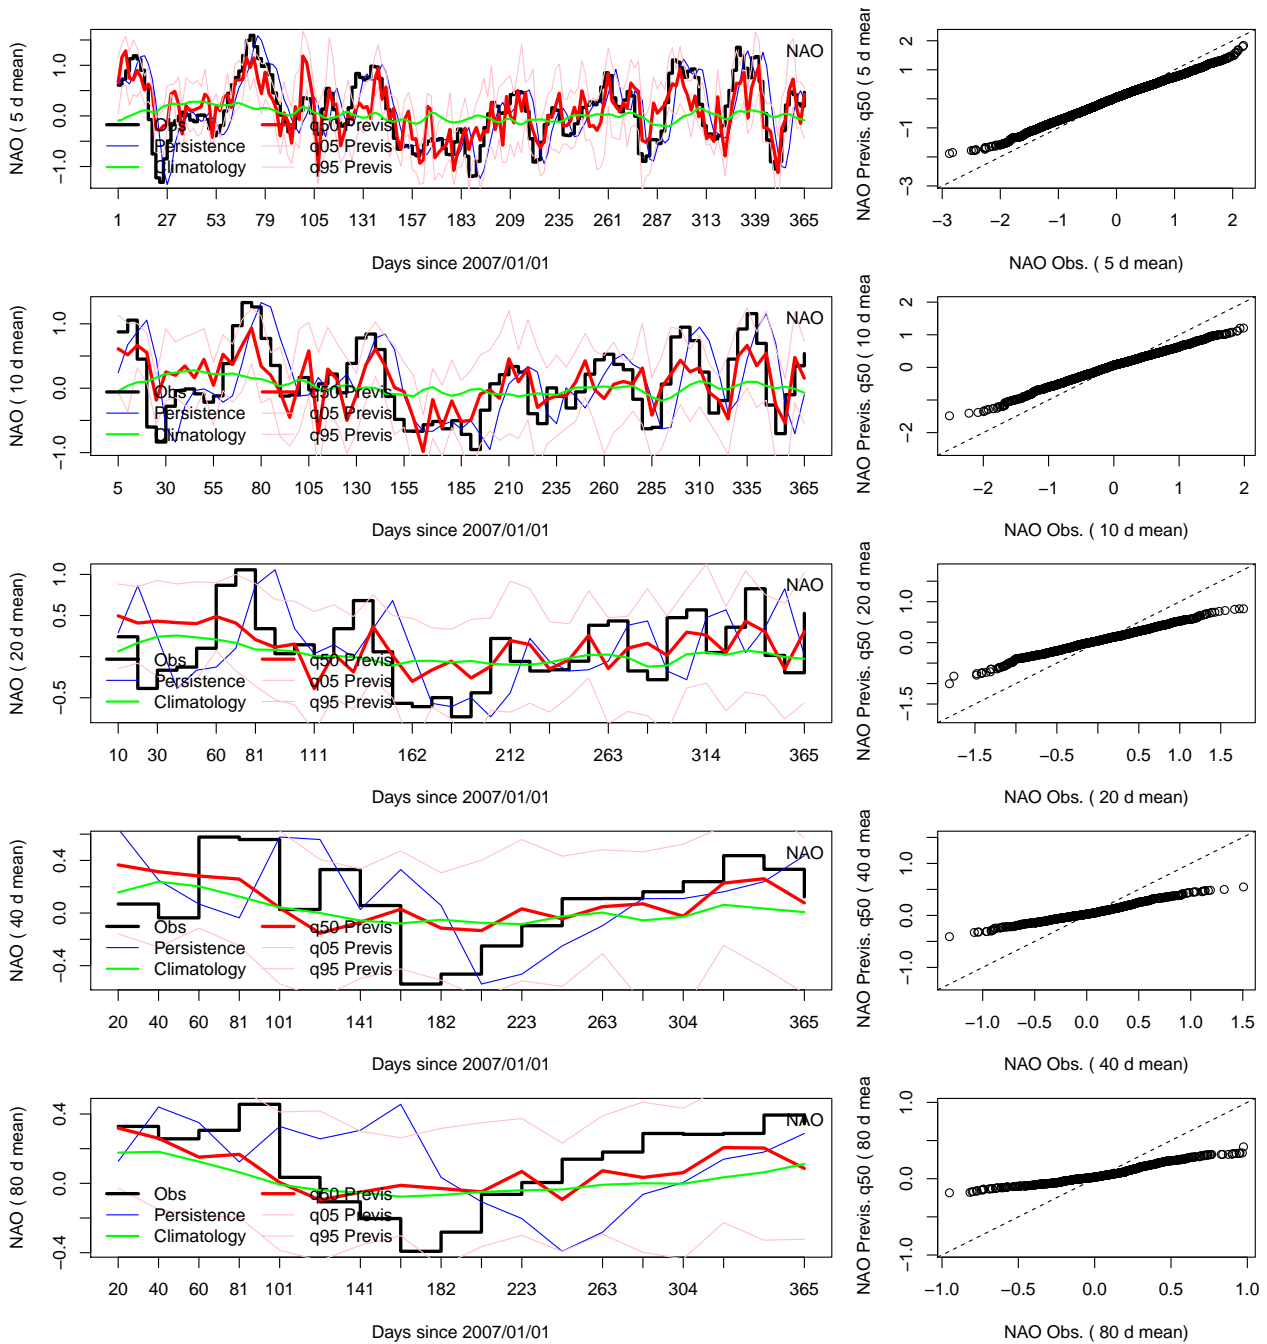 NAO ( 5 d mean)
1.0
0.0
−1.0
NAO
Obs
Persistence
Climatology
q50 Previs
q05 Previs
q95 Previs
1 27 53 79 105 131 157 183 209 235 261 287 313 339 365
Days since 2007/01/01
NAO Previs. q50 ( 5 d mean
2
1
−1
−3
−3 −2 −1 0 1 2
NAO Obs. ( 5 d mean)
NAO ( 10 d mean)
1.0
0.0
−1.0
NAO
Obs
Persistence
Climatology
q50 Previs
q05 Previs
q95 Previs
5 30 55 80 105 130 155 185 210 235 260 285 310 335 365
Days since 2007/01/01
NAO Previs. q50 ( 10 d mea
2
1
0
−2
−2 −1 0 1 2
NAO Obs. ( 10 d mean)
NAO ( 20 d mean)
1.0
0.5
−0.5
NAO
Obs
Persistence
Climatology
q50 Previs
q05 Previs
q95 Previs
10 30 60 81 111 162 212 263 314 365
Days since 2007/01/01
NAO Previs. q50 ( 20 d mea
1.0
0.0
−1.5
−1.5 −0.5 0.5 1.0 1.5
NAO Obs. ( 20 d mean)
NAO ( 40 d mean)
0.4
0.0
−0.4
NAO
Obs
Persistence
Climatology
q50 Previs
q05 Previs
q95 Previs
20 40 60 81 101 141 182 223 263 304 365
Days since 2007/01/01
NAO Previs. q50 ( 40 d mea
1.0
0.0
−1.0
−1.0 −0.5 0.0 0.5 1.0 1.5
NAO Obs. ( 40 d mean)
NAO ( 80 d mean)
0.4
0.0
−0.4
NAO
Obs
Persistence
Climatology
q50 Previs
q05 Previs
q95 Previs
20 40 60 81 101 141 182 223 263 304 365
Days since 2007/01/01
NAO Previs. q50 ( 80 d mea
1.0
0.0
−1.0
−1.0 −0.5 0.0 0.5 1.0
NAO Obs. ( 80 d mean)